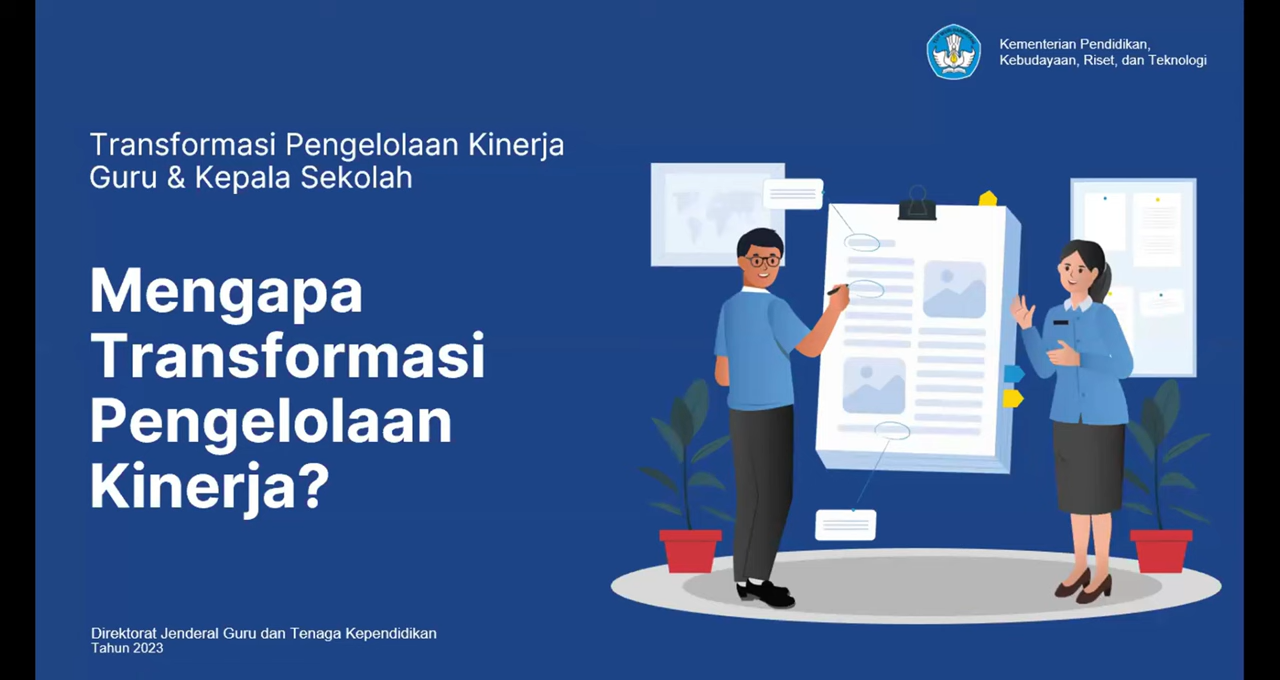 Kementerian Pendidikan,
Kebudayaan, Riset, dan Teknologi
Transformasi Pengelolaan Kinerja
Guru & Kepala Sekolah
Mengapa
Transformasi
Pengelolaan
Kinerja?
Direktorat Jenderal Guru dan Tenaga Kependidikan
Tahun 2023